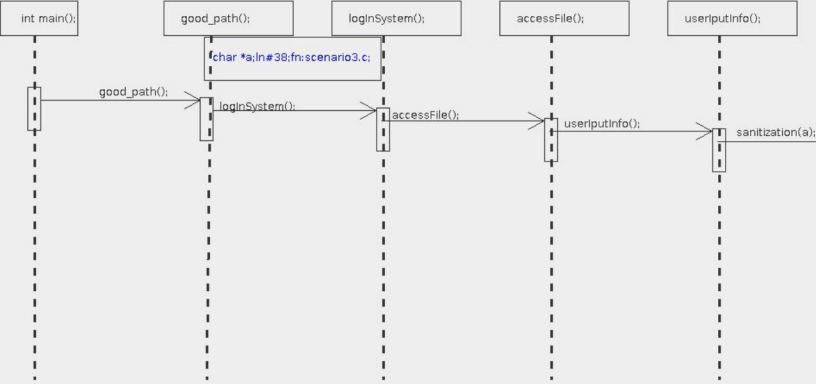 int main();
good_path();
logInSystem();
accessFile();
userIputInfo();
char *a;ln#38;fn:scenario3.c;
good_path();
logInSystem();
accessFile();
userIputInfo();
sanitization(a);